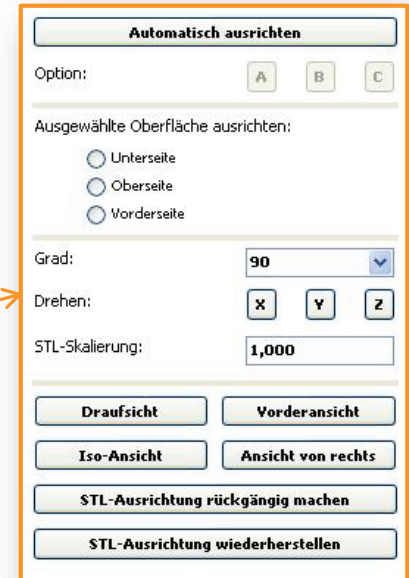 Automatisch ausrichten
Option: A B C
Ausgewählte Oberfläche ausrichten:
Unterseite
Oberseite
Vorderseite
Grad: 90
Drehen: X Y Z
STL-Skalierung: 1,000
Draufsicht Vorderansicht
Iso-Ansicht Ansicht von rechts
STL-Ausrichtung rückgängig machen
STL-Ausrichtung wiederherstellen